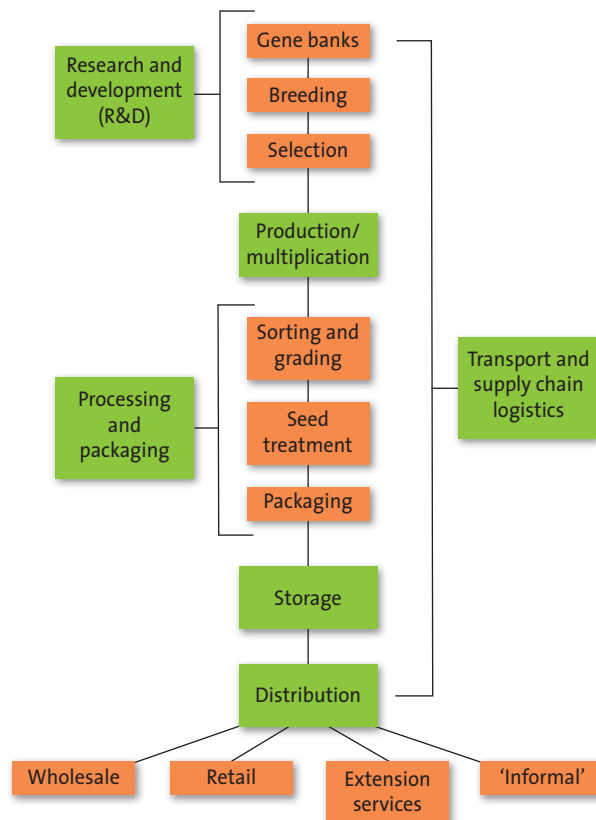 Gene banks
Research and
development
(R&D)
Breeding
Selection
Production/
multiplication
Sorting and
grading
Transport and
supply chain
logistics
Processing
and
packaging
Seed
treatment
Packaging
Storage
Distribution
Wholesale
Retail
Extension
services
‘Informal’